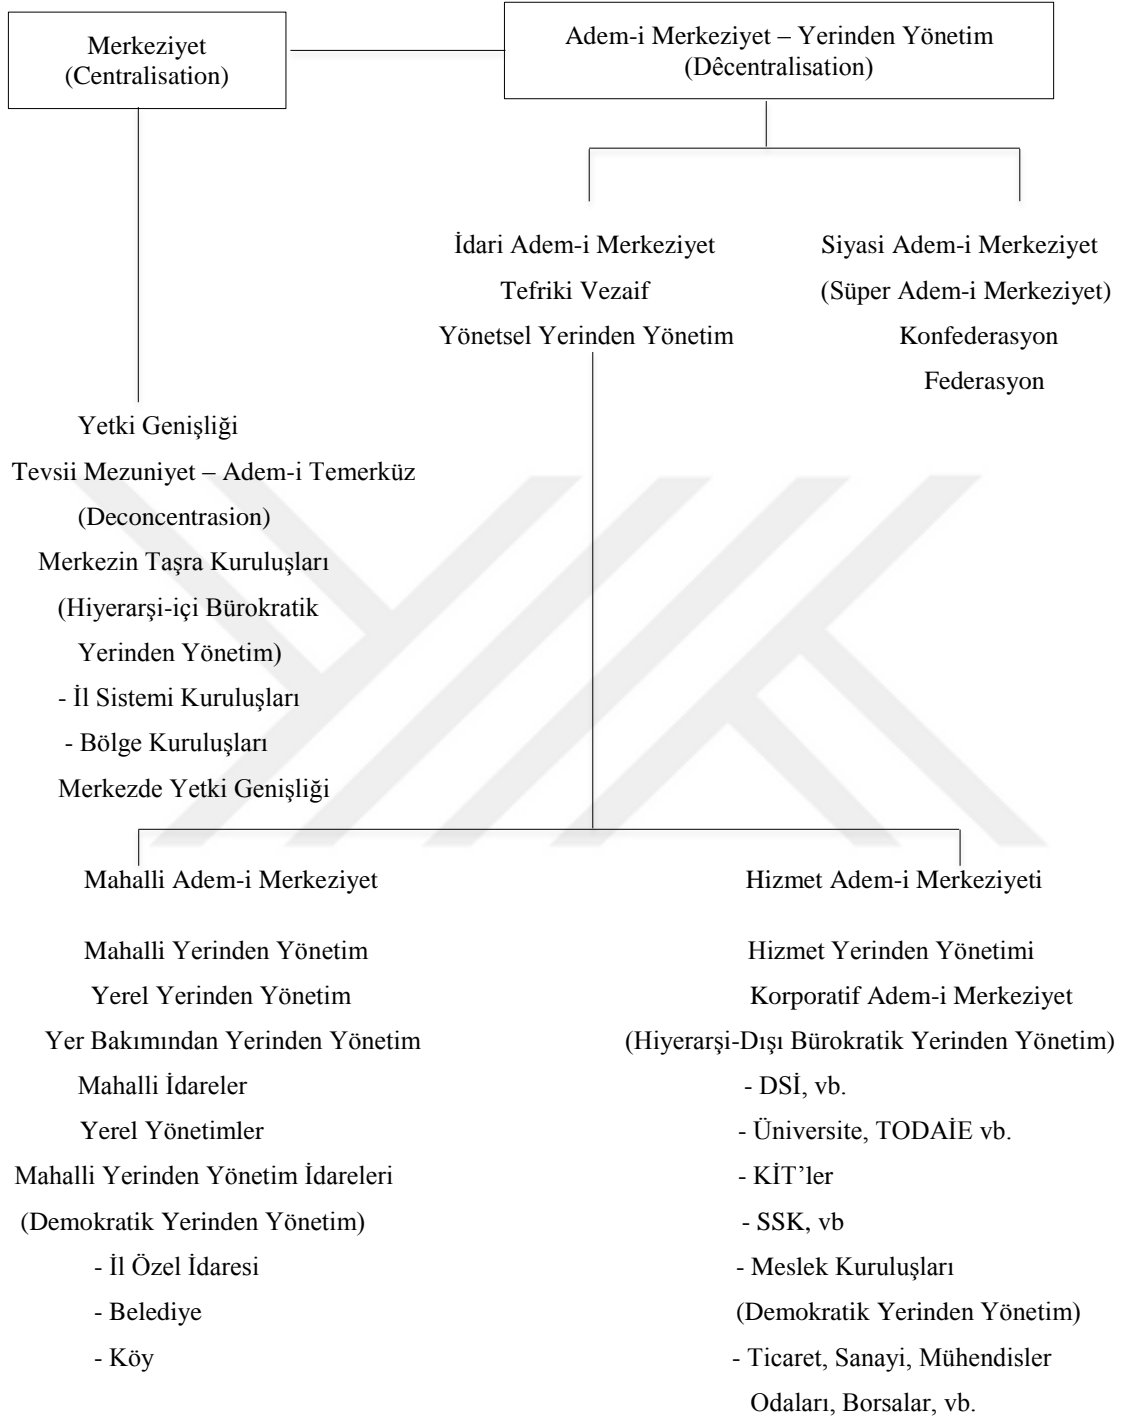 Merkeziyet
(Centralisation)
Adem-i Merkeziyet – Yerinden Yönetim
(Dêcentralisation)
İdari Adem-i Merkeziyet
Tefriki Vezaif
Yönetsel Yerinden Yönetim
Siyasi Adem-i Merkeziyet
(Süper Adem-i Merkeziyet)
Konfederasyon
Federasyon
Yetki Genişliği
Tevsii Mezuniyet – Adem-i Temerküz
(Deconcentrasion)
Merkezin Taşra Kuruluşları
(Hiyerarşi-içi Bürokratik
Yerinden Yönetim)
- İl Sistemi Kuruluşları
- Bölge Kuruluşları
Merkezde Yetki Genişliği
Mahalli Adem-i Merkeziyet
Mahalli Yerinden Yönetim
Yerel Yerinden Yönetim
Yer Bakımından Yerinden Yönetim
Mahalli İdareler
Yerel Yönetimler
Mahalli Yerinden Yönetim İdareleri
(Demokratik Yerinden Yönetim)
- İl Özel İdaresi
- Belediye
- Köy
Hizmet Adem-i Merkeziyeti
Hizmet Yerinden Yönetimi
Korporatif Adem-i Merkeziyet
(Hiyerarşi-Dışı Bürokratik Yerinden Yönetim)
- DSİ, vb.
- Üniversite, TODAİE vb.
- KİT’ler
- SSK, vb
- Meslek Kuruluşları
(Demokratik Yerinden Yönetim)
- Ticaret, Sanayi, Mühendisler
Odaları, Borsalar, vb.